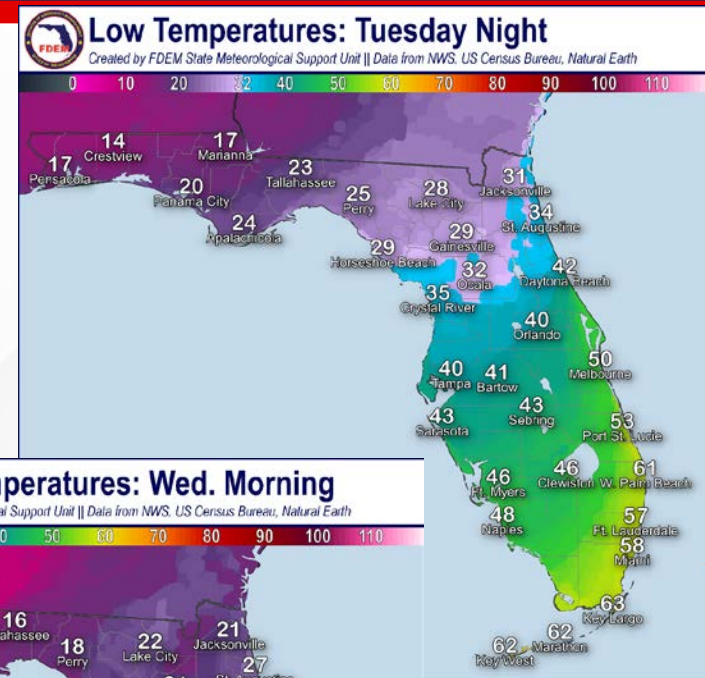 FDEM
Low Temperatures: Tuesday Night
Created by FDEM State Meteorological Support Unit || Data from NWS, US Census Bureau, Natural Earth
0 10 20 32 40 50 60 70 80 90 100 110
14
Crestview
17
Marianna
17
Pensacola
23
Tallahassee
20
Panama City
25
Perry
28
Lake City
31
Jacksonville
24
Apalachicola
34
St. Augustine
29
Gainesville
29
Horseshoe Beach
32
Ocala
42
Daytona Beach
35
Crystal River
40
Orlando
50
Melbourne
40
Tampa
41
Bartow
43
Sarasota
43
Sebring
53
Port St. Lucie
46
Ft. Myers
46
Clewiston
61
W. Palm Beach
48
Naples
57
Ft. Lauderdale
58
Miami
63
Key Largo
62
Marathon
62
Key West
mperatures: Wed. Morning
al Support Unit || Data from NWS, US Census Bureau, Natural Earth
0 50 60 70 80 90 100 110
16
ahassee
18
Perry
22
Lake City
21
Jacksonville
27